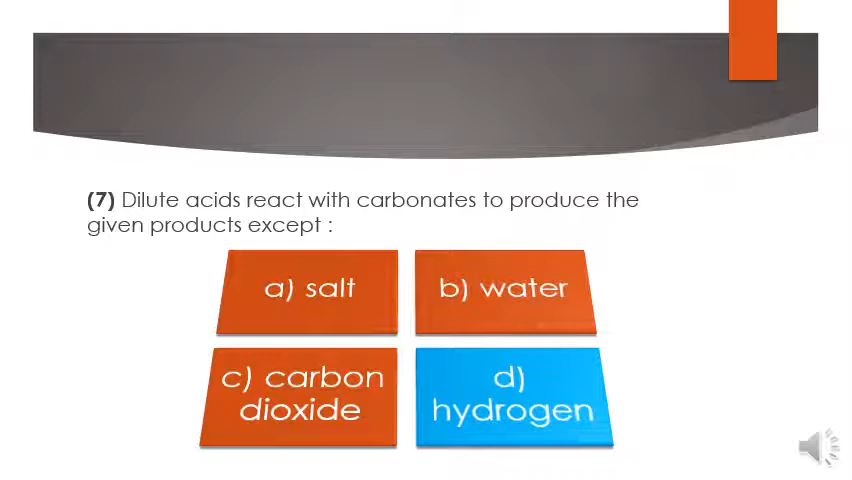 (7) Dilute acids react with carbonates to produce the
given products except :
a) salt
b) water
c) carbon
dioxide
d)
hydrogen